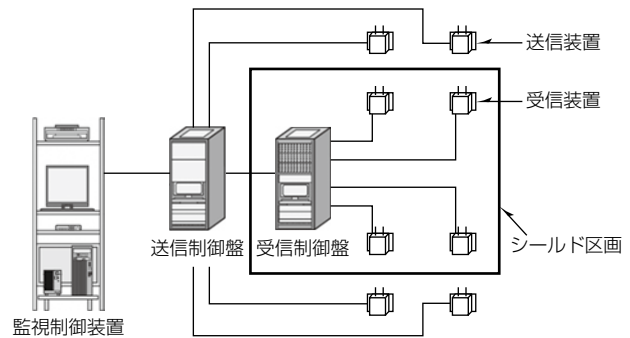 送信装置
受信装置
送信制御盤
受信制御盤
シールド区画
監視制御装置